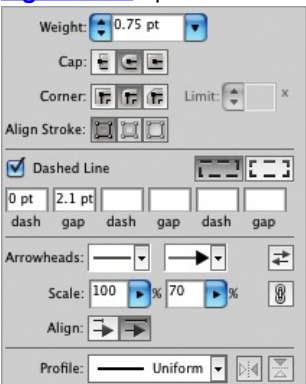 Weight: 0.75 pt
Cap:
Corner: Limit: x
Align Stroke:
Dashed Line
0 pt 2.1 pt
dash gap dash gap dash gap
Arrowheads:
Scale: 100 % 70 %
Align:
Profile: Uniform